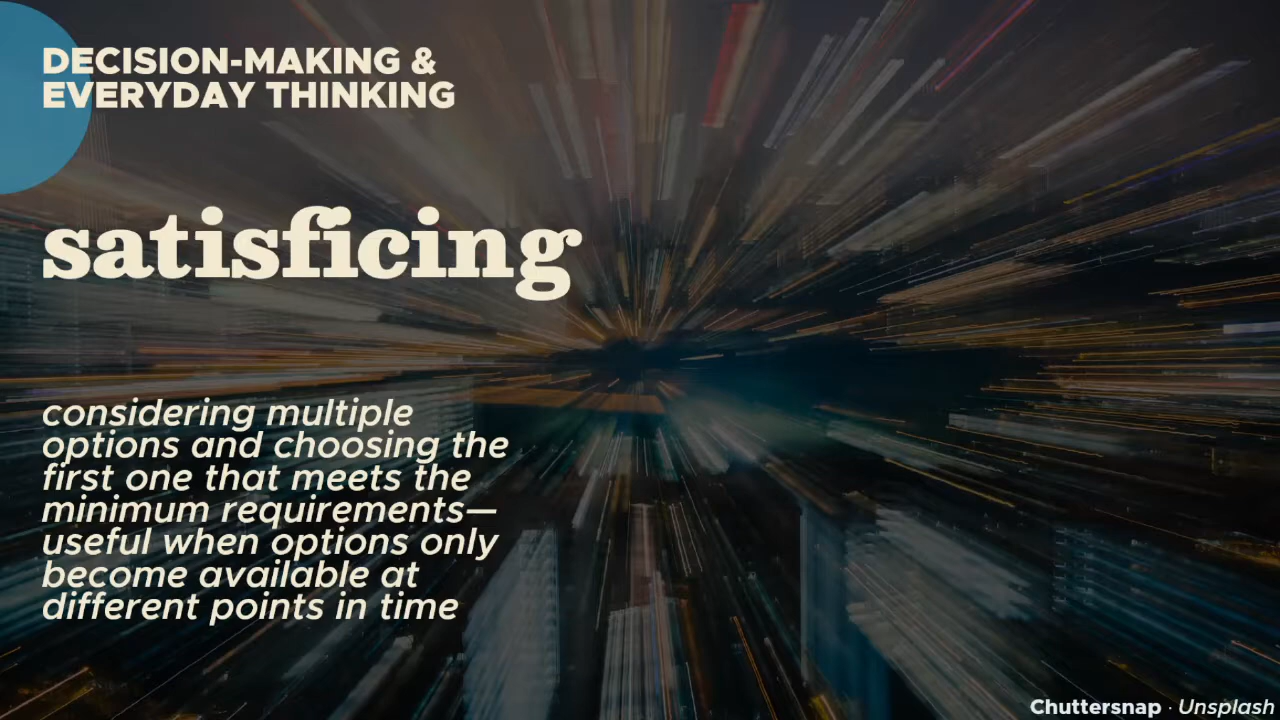 DECISION-MAKING &
EVERYDAY THINKING
satisficing
considering multiple
options and choosing the
first one that meets the
minimum requirements—
useful when options only
become available at
different points in time
Chuttersnap · Unsplash